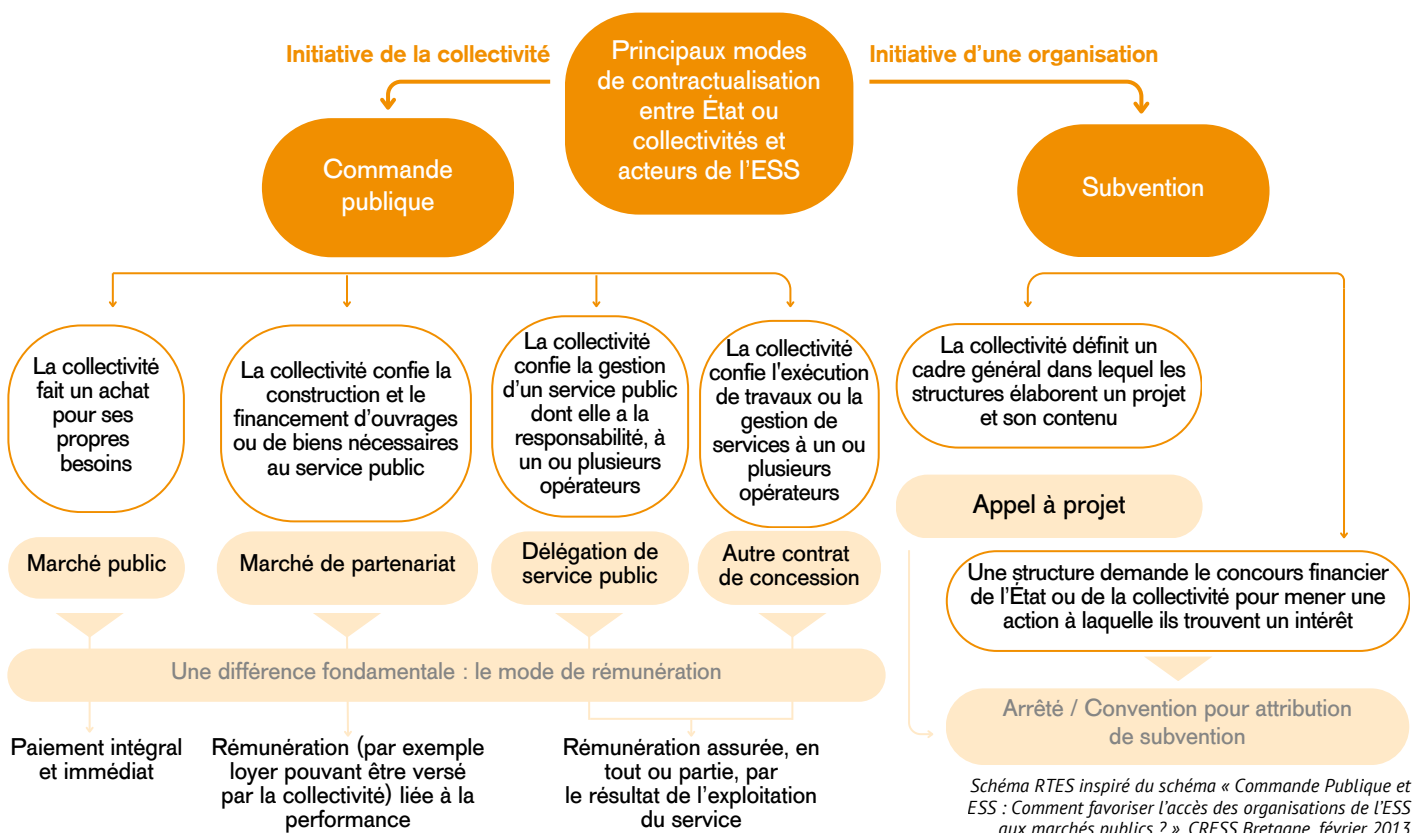 Initiative de la collectivité
Principaux modes
de contractualisation
entre État ou
collectivités et
acteurs de l'ESS
Initiative d'une organisation
Commande
publique
Subvention
La collectivité
fait un achat
pour ses
propres
besoins
La collectivité confie la
construction et le
financement d'ouvrages
ou de biens nécessaires
au service public
La collectivité
confie la gestion
d'un service public
dont elle a la
responsabilité, à
un ou plusieurs
opérateurs
La collectivité
confie l'exécution
de travaux ou la
gestion de
services à un ou
plusieurs
opérateurs
La collectivité définit un
cadre général dans lequel les
structures élaborent un projet
et son contenu
Marché public
Marché de partenariat
Délégation de
service public
Autre contrat
de concession
Appel à projet
Une structure demande le concours financier
de l'État ou de la collectivité pour mener une
action à laquelle ils trouvent un intérêt
Une différence fondamentale : le mode de rémunération
Arrêté / Convention pour attribution
de subvention
Paiement intégral
et immédiat
Rémunération (par exemple
loyer pouvant être versé
par la collectivité) liée à la
performance
Rémunération assurée, en
tout ou partie, par
le résultat de l'exploitation
du service
Schéma RTES inspiré du schéma « Commande Publique et
ESS : Comment favoriser l'accès des organisations de l'ESS
aux marchés publics ? », CRESS Bretagne, février 2013